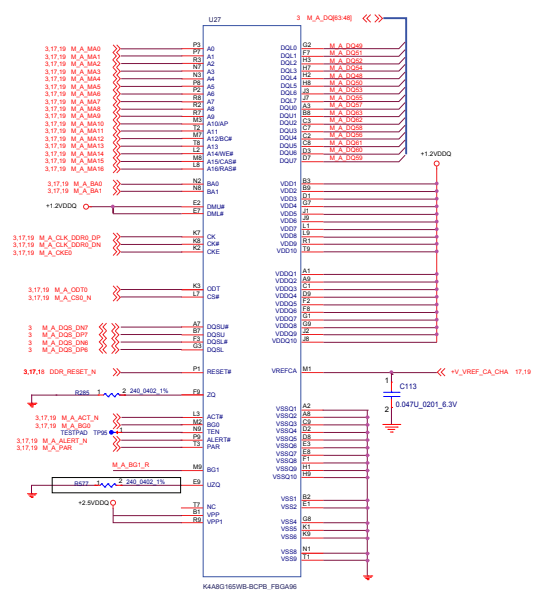 U27
3 M_A_DQ[63:48]
3,17,19 M_A_MA0 P3 A0 DQL0 G2 M_A_DQ49
3,17,19 M_A_MA1 P7 A1 DQL1 F7 M_A_DQ51
3,17,19 M_A_MA2 R3 A2 DQL2 H3 M_A_DQ52
3,17,19 M_A_MA3 N7 A3 DQL3 H7 M_A_DQ54
3,17,19 M_A_MA4 N3 A4 DQL4 H2 M_A_DQ48
3,17,19 M_A_MA5 P8 A5 DQL5 H8 M_A_DQ50
3,17,19 M_A_MA6 P2 A6 DQL6 J3 M_A_DQ53
3,17,19 M_A_MA7 R8 A7 DQL7 J7 M_A_DQ55
3,17,19 M_A_MA8 R2 A8 DQU0 A3 M_A_DQ57
3,17,19 M_A_MA9 R7 A9 DQU1 B8 M_A_DQ63
3,17,19 M_A_MA10 M3 A10/AP DQU2 C3 M_A_DQ62
3,17,19 M_A_MA11 T2 A11 DQU3 C7 M_A_DQ58
3,17,19 M_A_MA12 M7 A12/BC# DQU4 C2 M_A_DQ56
3,17,19 M_A_MA13 T8 A13 DQU5 C8 M_A_DQ61
3,17,19 M_A_MA14 L2 A14/WE# DQU6 D3 M_A_DQ60
3,17,19 M_A_MA15 M8 A15/CAS# DQU7 D7 M_A_DQ59
3,17,19 M_A_MA16 L8 A16/RAS#
+1.2VDDQ
3,17,19 M_A_BA0 N2 BA0 VDD1 B3
3,17,19 M_A_BA1 N8 BA1 VDD2 B9
VDD3 D1
+1.2VDDQ E2 DMU# VDD4 G7
E7 DML# VDD5 J1
VDD6 J9
VDD7 L1
3,17,19 M_A_CLK_DDR0_DP K7 CK VDD8 L9
3,17,19 M_A_CLK_DDR0_DN K8 CK# VDD9 R1
3,17,19 M_A_CKE0 K2 CKE VDD10 T9
VDDQ1 A1
VDDQ2 A9
3,17,19 M_A_ODT0 K3 ODT VDDQ3 C1
3,17,19 M_A_CS0_N L7 CS# VDDQ4 D9
VDDQ5 F2
VDDQ6 F8
VDDQ7 G1
3 M_A_DQS_DN7 A7 DQSU# VDDQ8 G9
3 M_A_DQS_DP7 B7 DQSU VDDQ9 J2
3 M_A_DQS_DN6 F3 DQSL# VDDQ10 J8
3 M_A_DQS_DP6 G3 DQSL
3,17,18 DDR_RESET_N P1 RESET# VREFCA M1 +V_VREF_CA_CHA 17,19
1 C113
R285 1 2 240_0402_1% F9 ZQ
2 0.047U_0201_6.3V
3,17,19 M_A_ACT_N L3 ACT# VSSQ1 A2
3,17,19 M_A_BG0 M2 BG0 VSSQ2 A8
TESTPAD TP95 1 N9 TEN VSSQ3 C9
3,17,19 M_A_ALERT_N P9 ALERT# VSSQ4 D2
3,17,19 M_A_PAR T3 PAR VSSQ5 D8
VSSQ6 E3
VSSQ7 E8
VSSQ8 F1
M_A_BG1_R M9 BG1 VSSQ9 H1
VSSQ10 H9
R577 1 2 240_0402_1% E9 UZQ
VSS1 B2
+2.5VDDQ T7 NC VSS2 E1
B1 VPP
R9 VPP1 VSS4 G8
VSS5 K1
VSS6 K9
VSS8 N1
VSS9 T1
K4A8G165WB-BCPB_FBGA96